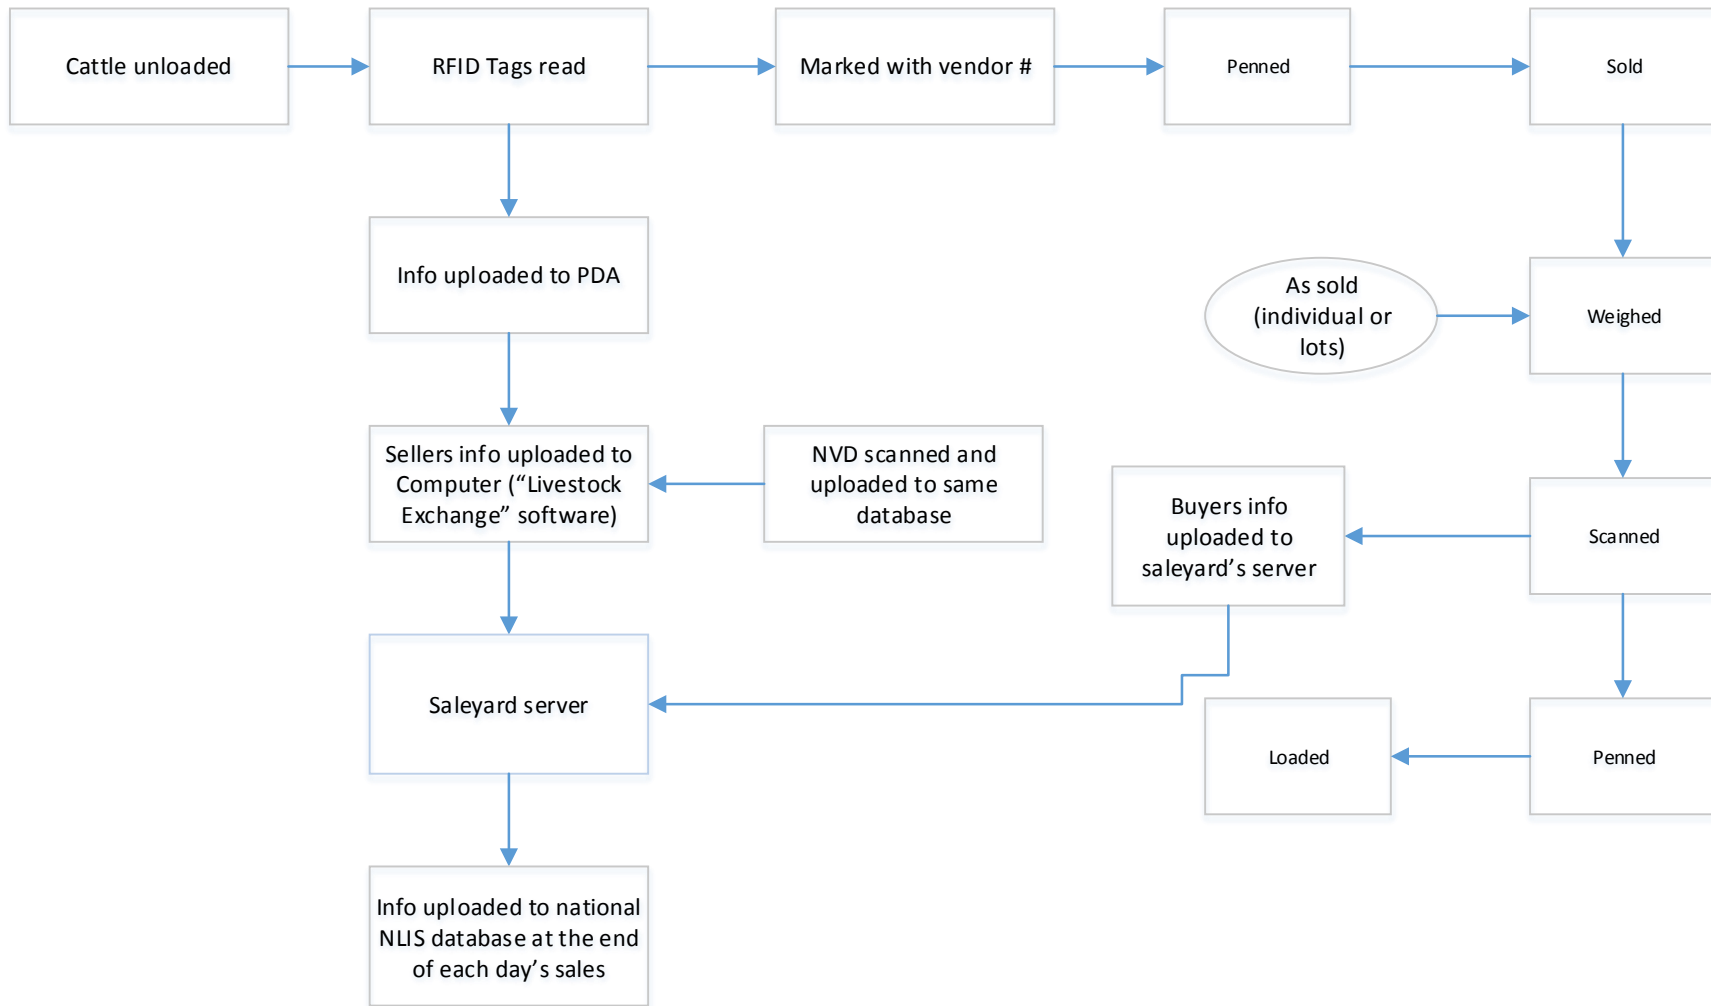 Cattle unloaded
RFID Tags read
Marked with vendor #
Penned
Sold
Info uploaded to PDA
As sold
(individual or
lots)
Weighed
Sellers info uploaded to
Computer (“Livestock
Exchange” software)
NVD scanned and
uploaded to same
database
Buyers info
uploaded to
saleyard’s server
Scanned
Saleyard server
Loaded
Penned
Info uploaded to national
NLIS database at the end
of each day’s sales